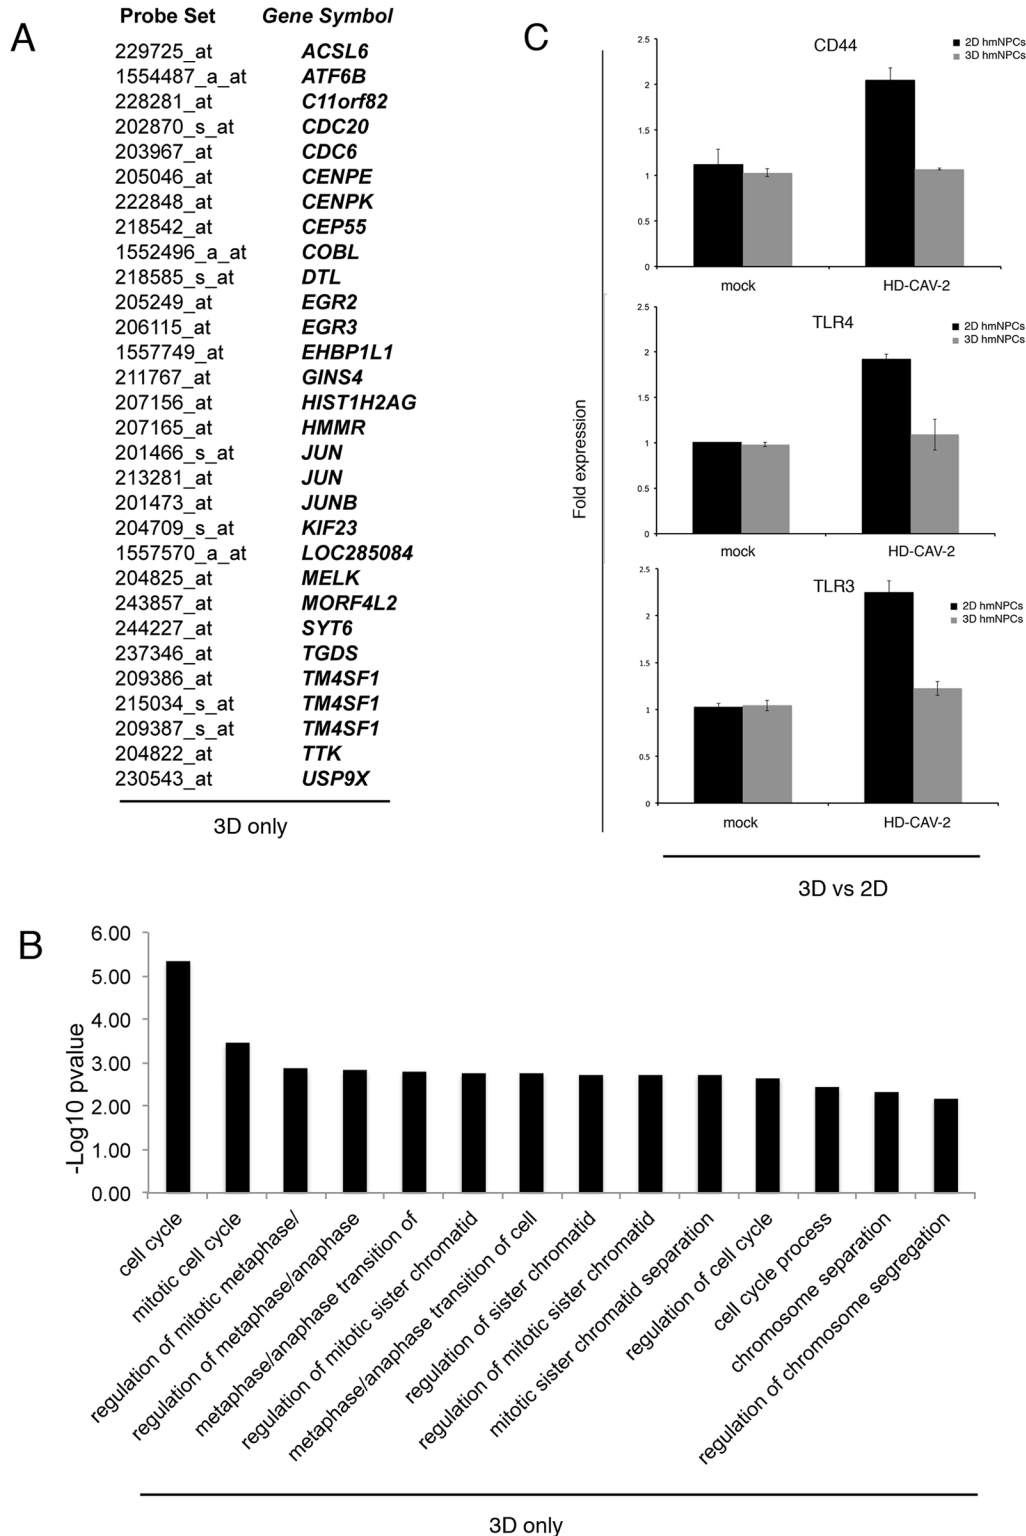 A
Probe Set Gene Symbol
229725_at ACSL6
1554487_a_at ATF6B
228281_at C11orf82
202870_s_at CDC20
203967_at CDC6
205046_at CENPE
222848_at CENPK
218542_at CEP55
1552496_a_at COBL
218585_s_at DTL
205249_at EGR2
206115_at EGR3
1557749_at EHBP1L1
211767_at GINS4
207156_at HIST1H2AG
207165_at HMMR
201466_s_at JUN
213281_at JUN
201473_at JUNB
204709_s_at KIF23
1557570_a_at LOC285084
204825_at MELK
243857_at MORF4L2
244227_at SYT6
237346_at TGDS
209386_at TM4SF1
215034_s_at TM4SF1
209387_s_at TM4SF1
204822_at TTK
230543_at USP9X
3D only
C
Fold expression
CD44
2D hmNPCs
3D hmNPCs
2.5
2
1.5
1
0.5
0
mock HD-CAV-2
TLR4
2D hmNPCs
3D hmNPCs
2.5
2
1.5
1
0.5
0
mock HD-CAV-2
TLR3
2D hmNPCs
3D hmNPCs
2.5
2
1.5
1
0.5
0
mock HD-CAV-2
3D vs 2D
B
-Log10 pvalue
6.00
5.00
4.00
3.00
2.00
1.00
0.00
cell cycle
mitotic cell cycle
regulation of mitotic metaphase/
regulation of metaphase/anaphase
metaphase/anaphase transition of
regulation of mitotic sister chromatid
metaphase/anaphase transition of cell
regulation of sister chromatid
regulation of mitotic sister chromatid
mitotic sister chromatid separation
regulation of cell cycle
cell cycle process
chromosome separation
regulation of chromosome segregation
3D only